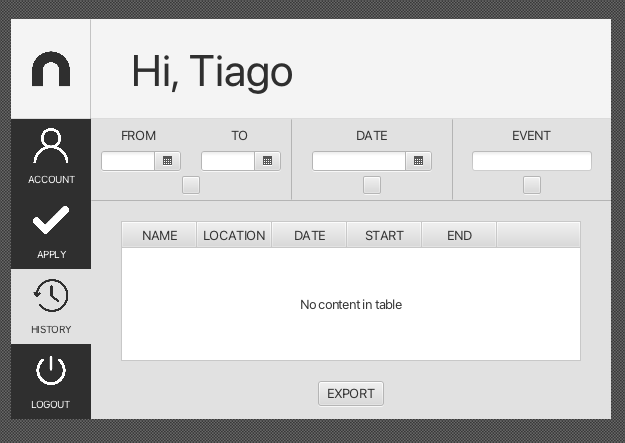 Hi, Tiago
ACCOUNT
APPLY
HISTORY
LOGOUT
FROM TO DATE EVENT
NAME LOCATION DATE START END
No content in table
EXPORT